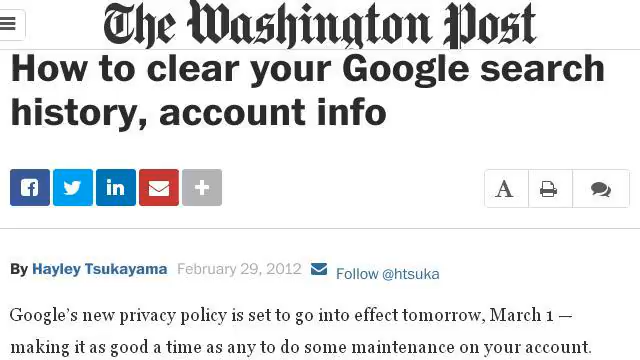 The Washington Post
How to clear your Google search
history, account info
A
By Hayley Tsukayama February 29, 2012 Follow @htsuka
Google’s new privacy policy is set to go into effect tomorrow, March 1 —
making it as good a time as any to do some maintenance on your account.